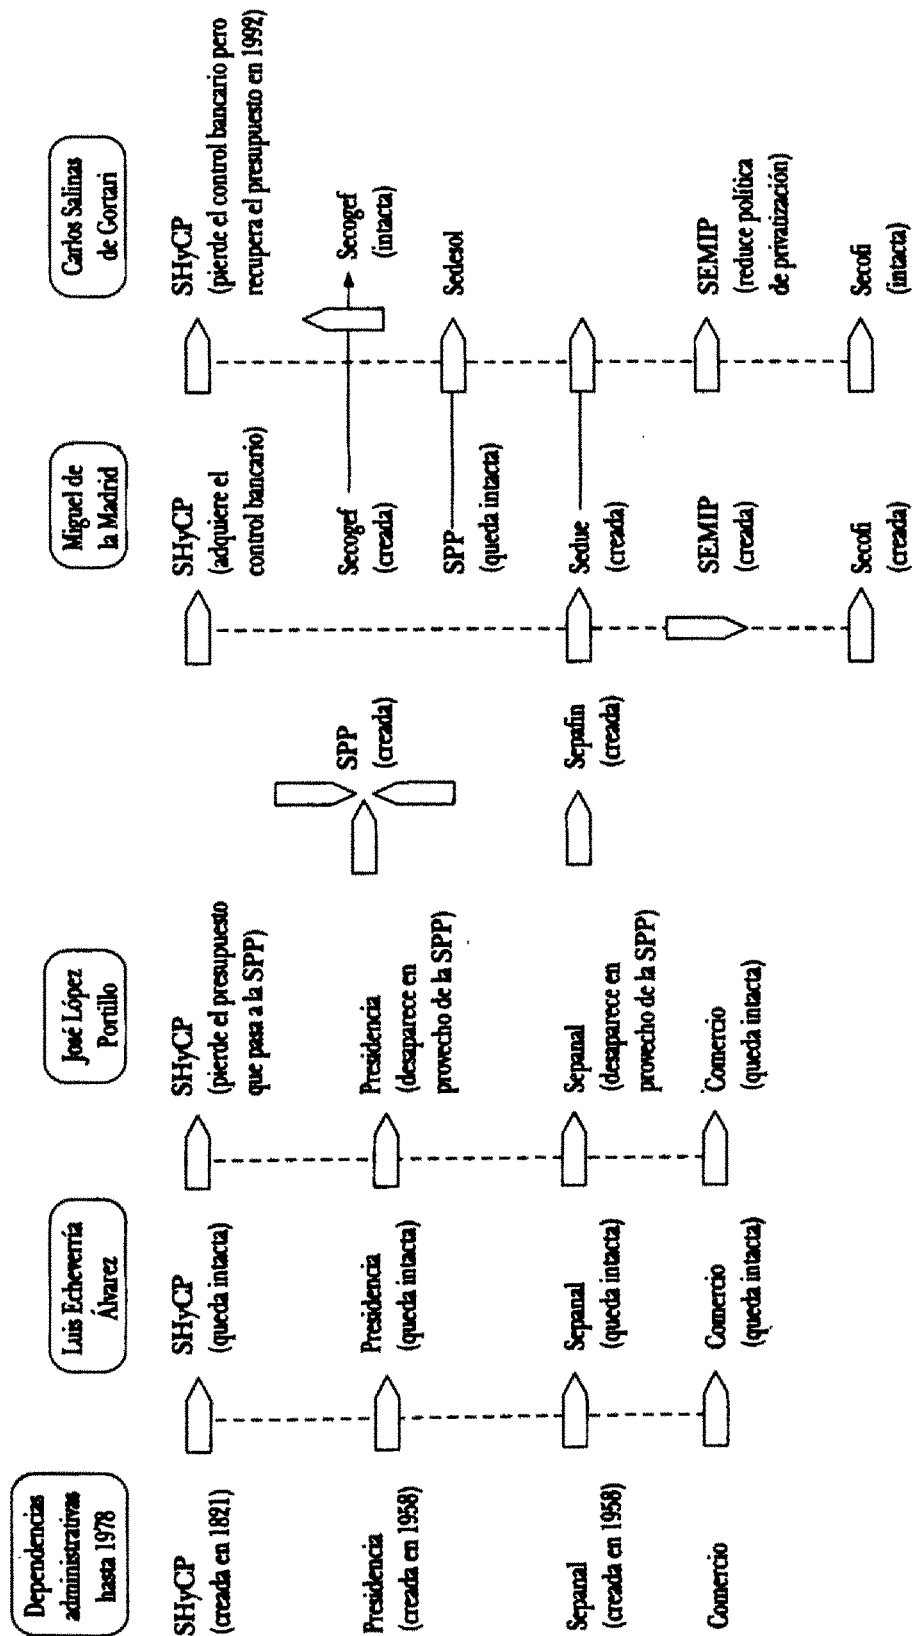 Dependencias
administrativas
hasta 1978
SHyCP
(creada en 1821)
Presidencia
(creada en 1958)
Sepanal
(creada en 1958)
Comercio
Luis Echeverría
Álvarez
SHyCP
(queda intacta)
Presidencia
(queda intacta)
Sepanal
(queda intacta)
Comercio
(queda intacta)
José López
Portillo
SHyCP
(pierde el presupuesto
que pasa a la SPP)
Presidencia
(desaparece en
provecho de la SPP)
Sepanal
(desaparece en
provecho de la SPP)
Comercio
(queda intacta)
SPP
(creada)
Sepafin
(creada)
Miguel de
la Madrid
SHyCP
(adquiere el
control bancario)
Secogef
(creada)
SPP
(queda intacta)
Sedue
(creada)
SEMIP
(creada)
Secofi
(creada)
Carlos Salinas
de Gortari
SHyCP
(pierde el control bancario pero
recupera el presupuesto en 1992)
Secogef
(intacta)
Sedesol
SEMIP
(reduce política
de privatización)
Secofi
(intacta)